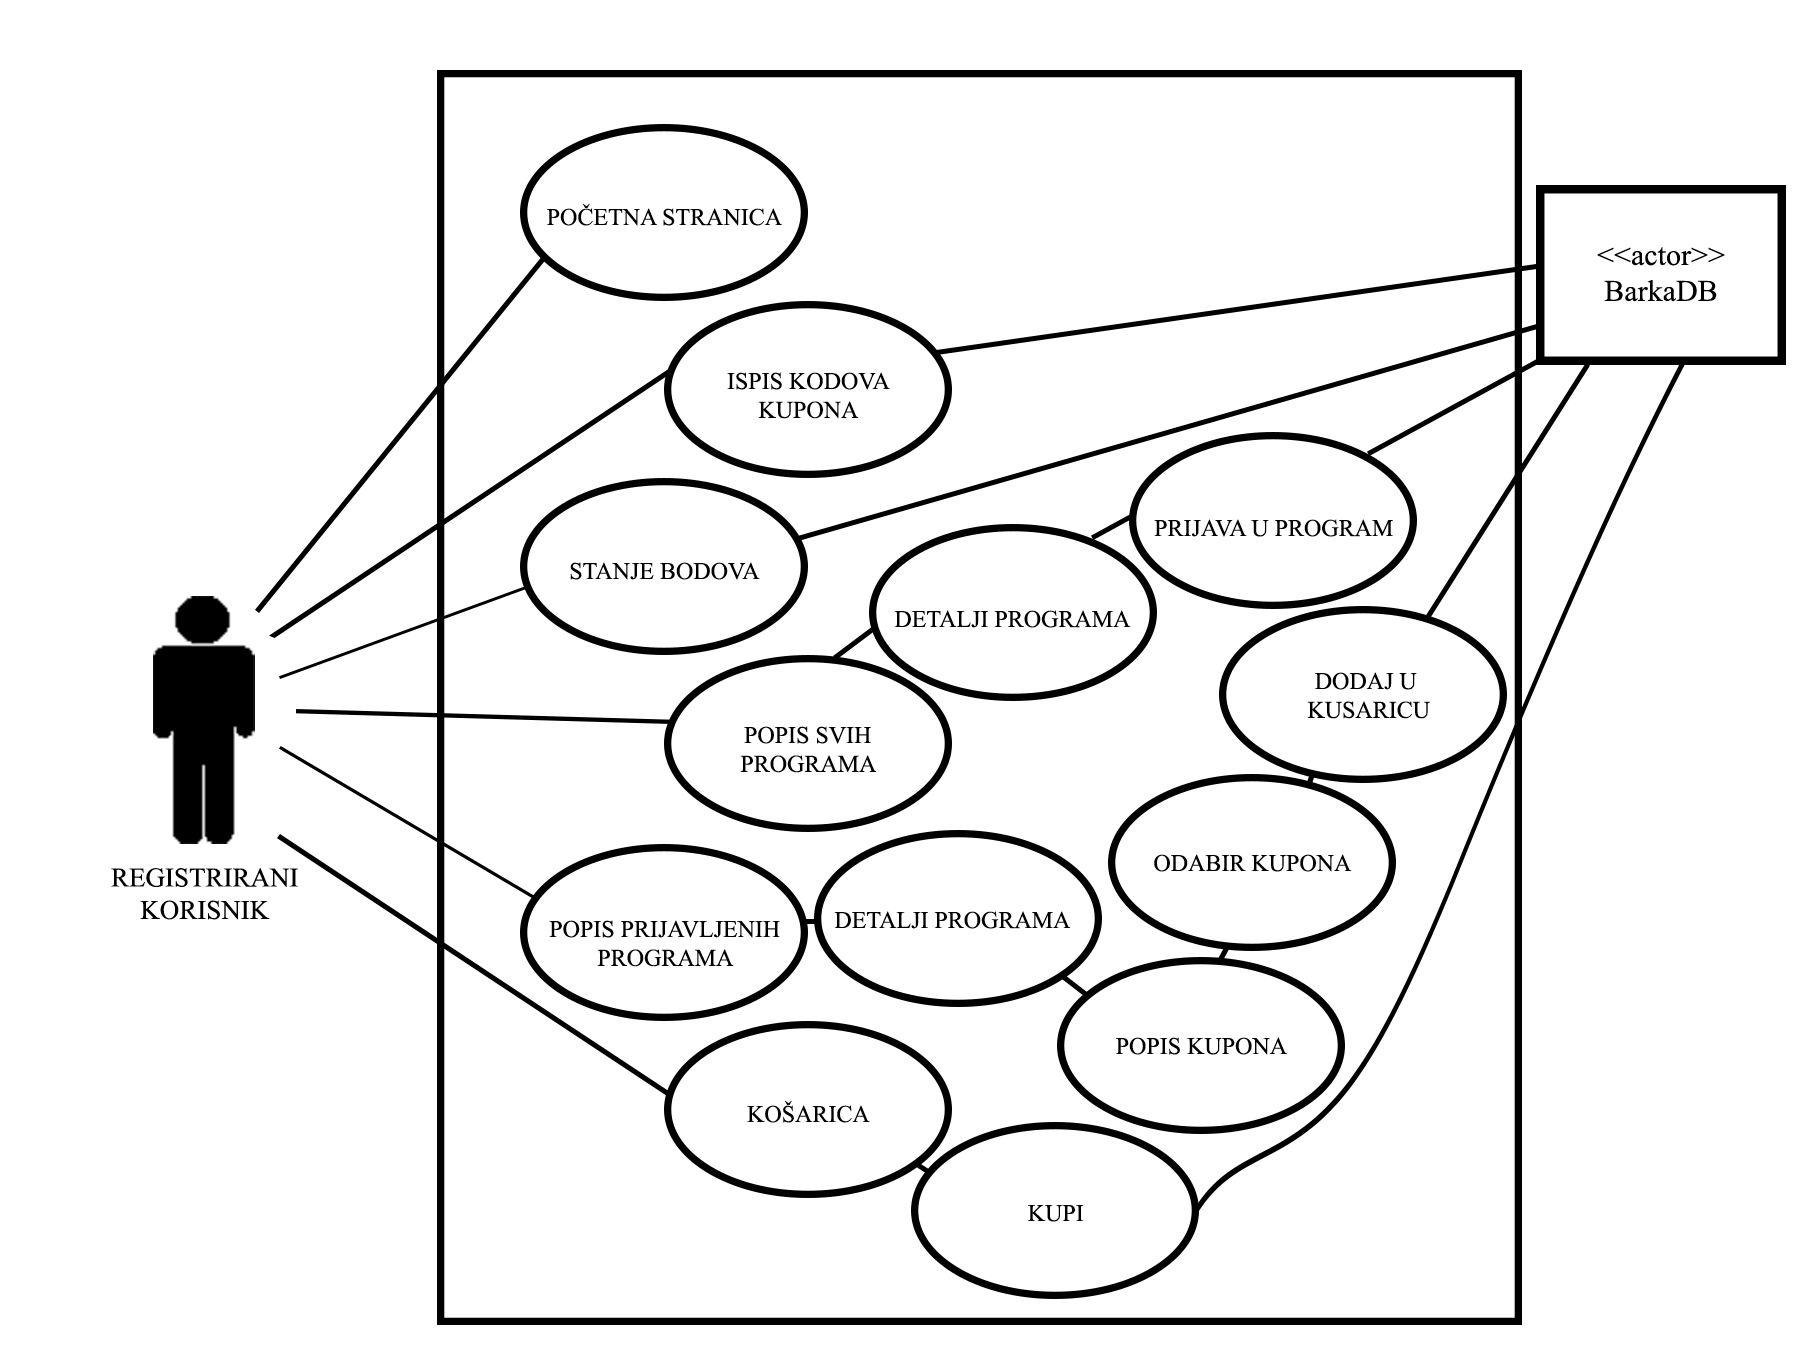 POČETNA STRANICA
<<actor>>
BarkaDB
ISPIS KODOVA
KUPONA
PRIJAVA U PROGRAM
STANJE BODOVA
DETALJI PROGRAMA
DODAJ U
KUSARICU
POPIS SVIH
PROGRAMA
ODABIR KUPONA
REGISTRIRANI
KORISNIK
POPIS PRIJAVLJENIH
PROGRAMA
DETALJI PROGRAMA
POPIS KUPONA
KOŠARICA
KUPI